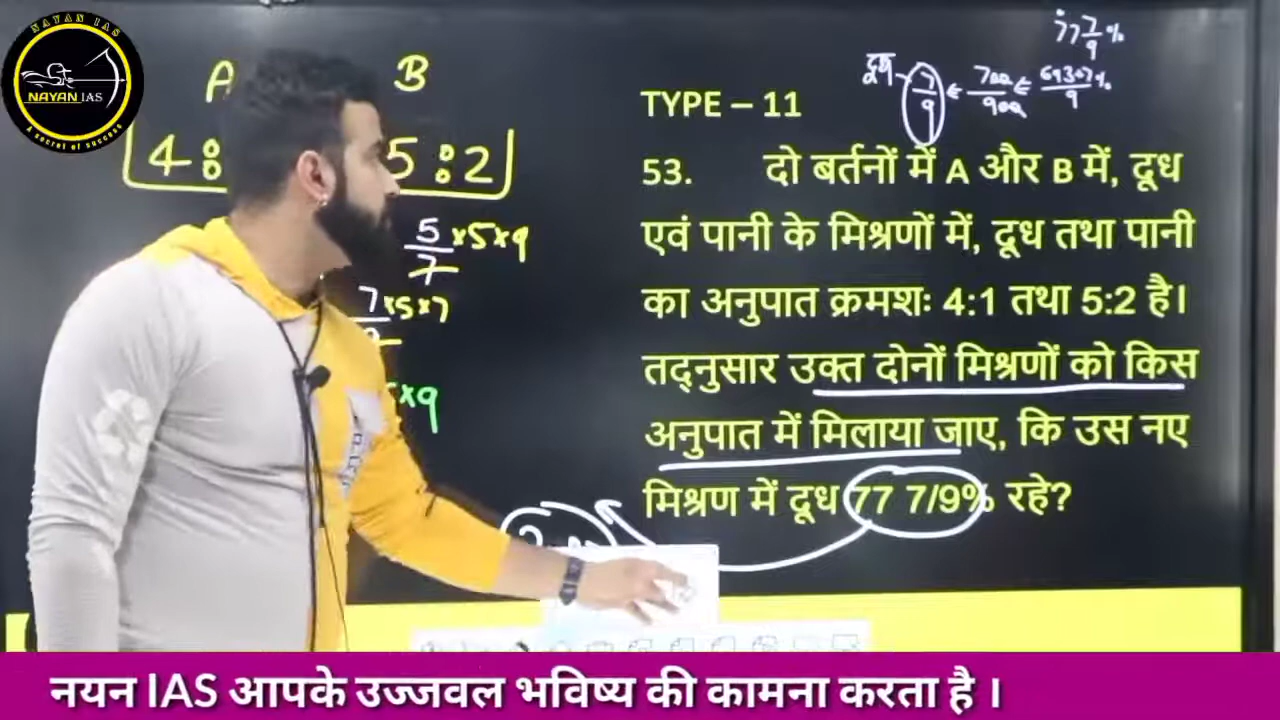 NAYAN IAS
NAYAN IAS
A secret of success
A B
4: 5:2
5/7 ×5×9
7 ×5×7
×9
77 7/9 %
दूध 7/9 ⇐ 700/900 ⇐
TYPE – 11
53. दो बर्तनों में A और B में, दूध
एवं पानी के मिश्रणों में, दूध तथा पानी
का अनुपात क्रमशः 4:1 तथा 5:2 है।
तद्नुसार उक्त दोनों मिश्रणों को किस
अनुपात में मिलाया जाए, कि उस नए
मिश्रण में दूध 77 7/9% रहे?
नयन IAS आपके उज्जवल भविष्य की कामना करता है ।